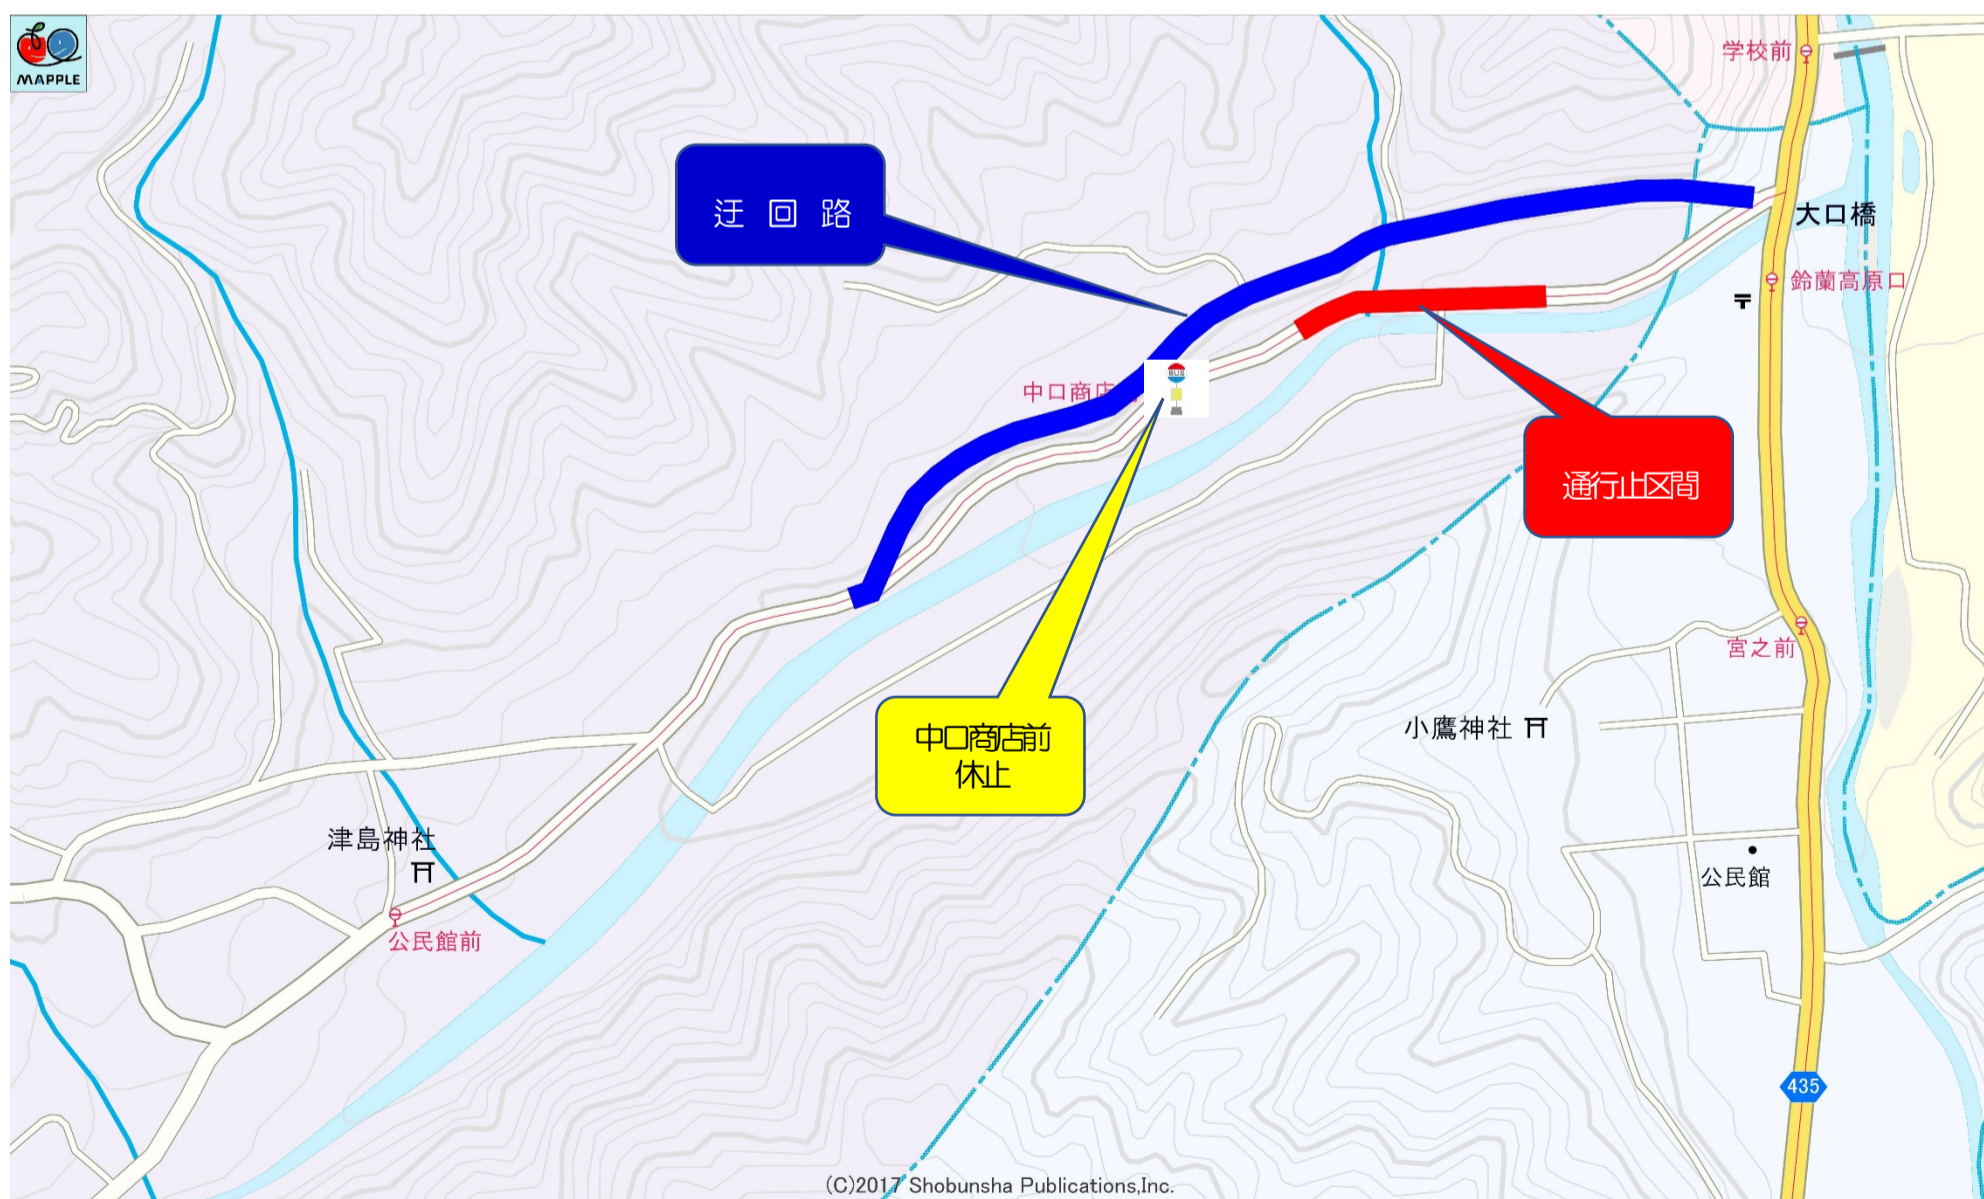 MAPPLE
学校前
迂回路
大口橋
鈴蘭高原口
中口商店
BUS
通行止区間
宮之前
小鷹神社
中口商店前
休止
津島神社
公民館
公民館前
435
(C)2017 Shobunsha Publications,Inc.